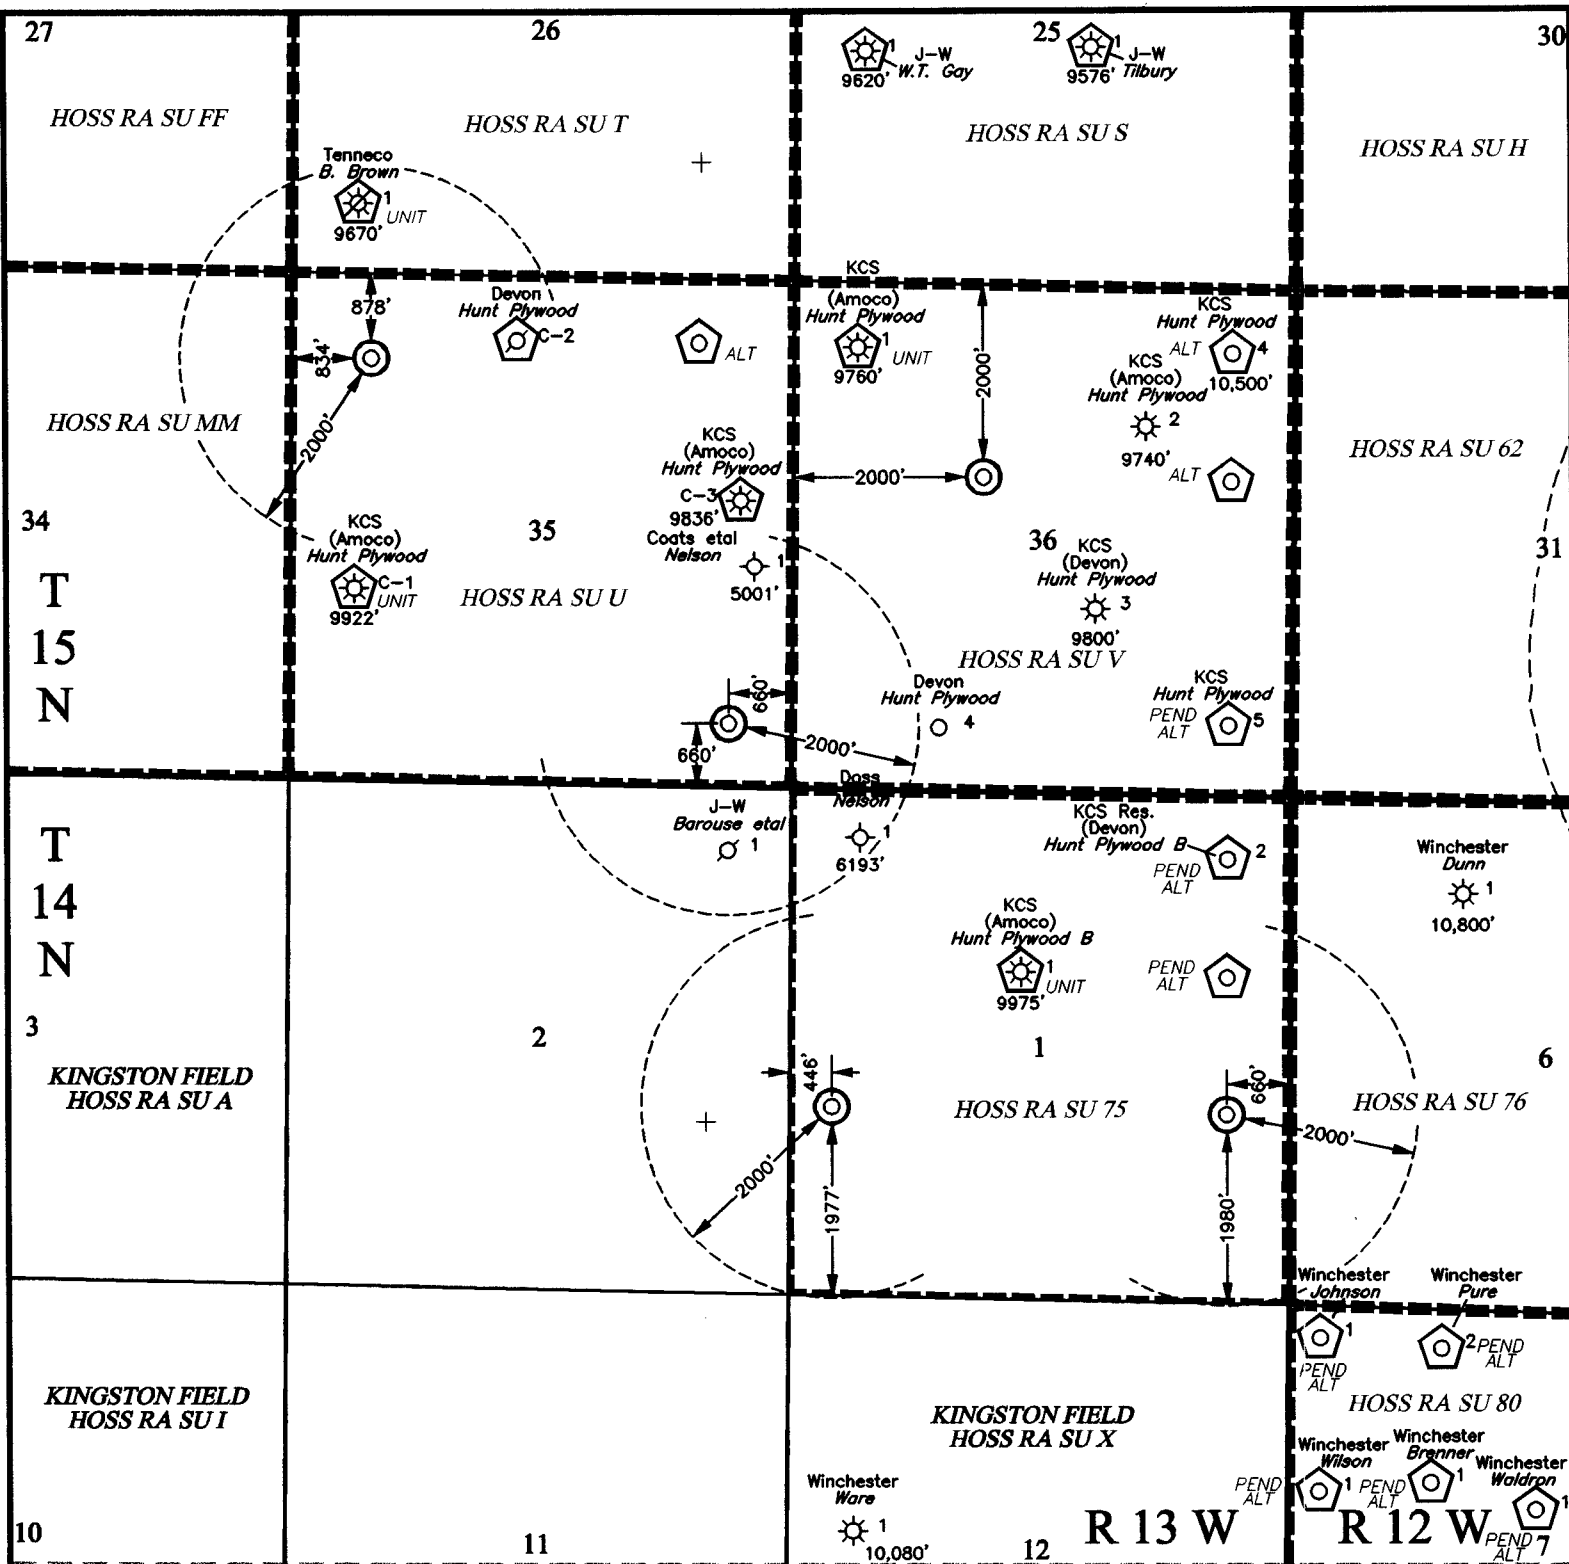 27
26
25
30
HOSS RA SU FF
HOSS RA SU T
HOSS RA SU S
HOSS RA SU H
1
J-W
W.T. Gay
9620'
1
J-W
Tilbury
9576'
Tenneco
B. Brown
1
UNIT
9670'
878'
834'
2000'
Devon
Hunt Plywood
C-2
ALT
KCS
(Amoco)
Hunt Plywood
1
UNIT
9760'
2000'
2000'
KCS
Hunt Plywood
ALT
4
10,500'
KCS
(Amoco)
Hunt Plywood
2
9740'
ALT
HOSS RA SU MM
HOSS RA SU 62
KCS
(Amoco)
Hunt Plywood
C-3
9836'
Coats etal
Nelson
1
5001'
34
35
36
31
KCS
(Amoco)
Hunt Plywood
C-1
UNIT
9922'
HOSS RA SU U
KCS
(Devon)
Hunt Plywood
3
9800'
HOSS RA SU V
T
15
N
660'
660'
2000'
Devon
Hunt Plywood
4
KCS
Hunt Plywood
PEND
ALT
5
T
14
N
J-W
Barouse etal
1
Doss
Nelson
1
6193'
KCS Res.
(Devon)
Hunt Plywood B
2
PEND
ALT
Winchester
Dunn
1
10,800'
KCS
(Amoco)
Hunt Plywood B
1
UNIT
9975'
PEND
ALT
3
2
1
6
KINGSTON FIELD
HOSS RA SU A
446'
2000'
1977'
HOSS RA SU 75
660'
2000'
1980'
HOSS RA SU 76
Winchester
Johnson
1
PEND
ALT
Winchester
Pure
2
PEND
ALT
KINGSTON FIELD
HOSS RA SU I
KINGSTON FIELD
HOSS RA SU X
HOSS RA SU 80
Winchester
Ware
1
10,080'
Winchester
Wilson
1
PEND
ALT
Winchester
Brenner
1
PEND
ALT
Winchester
Waldron
1
PEND
ALT
10
11
12
R 13 W
R 12 W
7